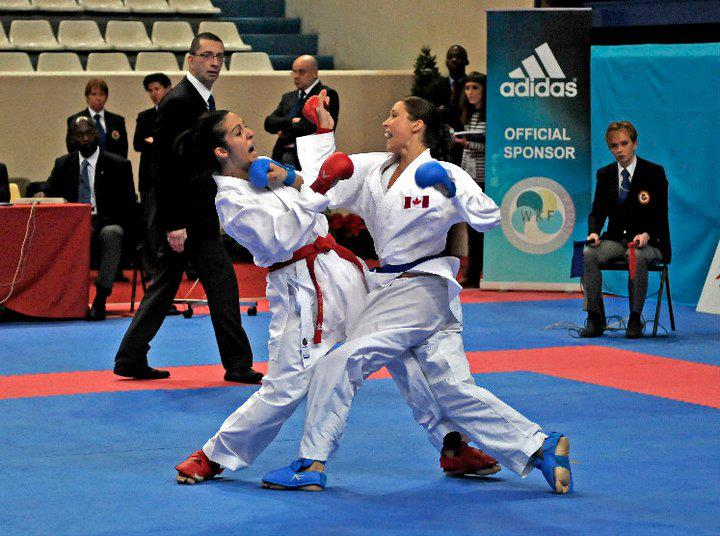 adidas
OFFICIAL
SPONSOR
WKF